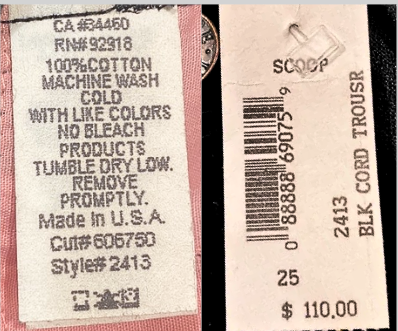 CA #34460
RN# 92918
100%COTTON
MACHINE WASH
COLD
WITH LIKE COLORS
NO BLEACH
PRODUCTS
TUMBLE DRY LOW.
REMOVE
PROMPTLY.
Made In U.S.A.
Cut# 606750
Style# 2413
SCOOP
0 88888 69075 9
2413
BLK CORD TROUSR
25
$ 110.00